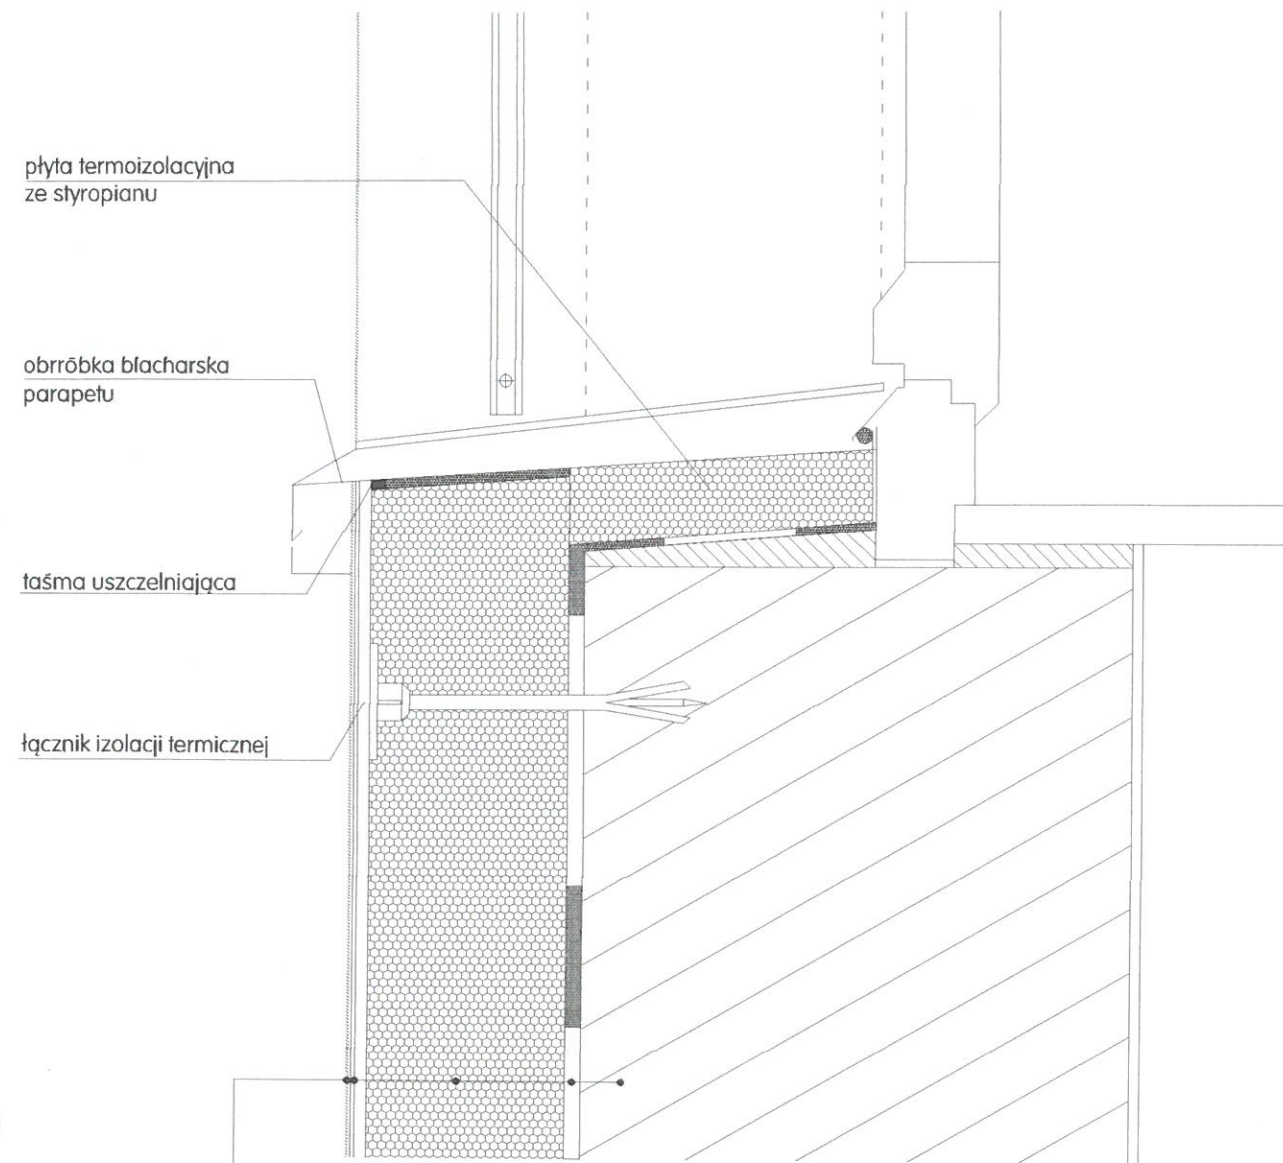 płyta termoizolacyjna
ze styropianu
obrróbka blacharska
parapetu
taśma uszczelniająca
łącznik izolacji termicznej